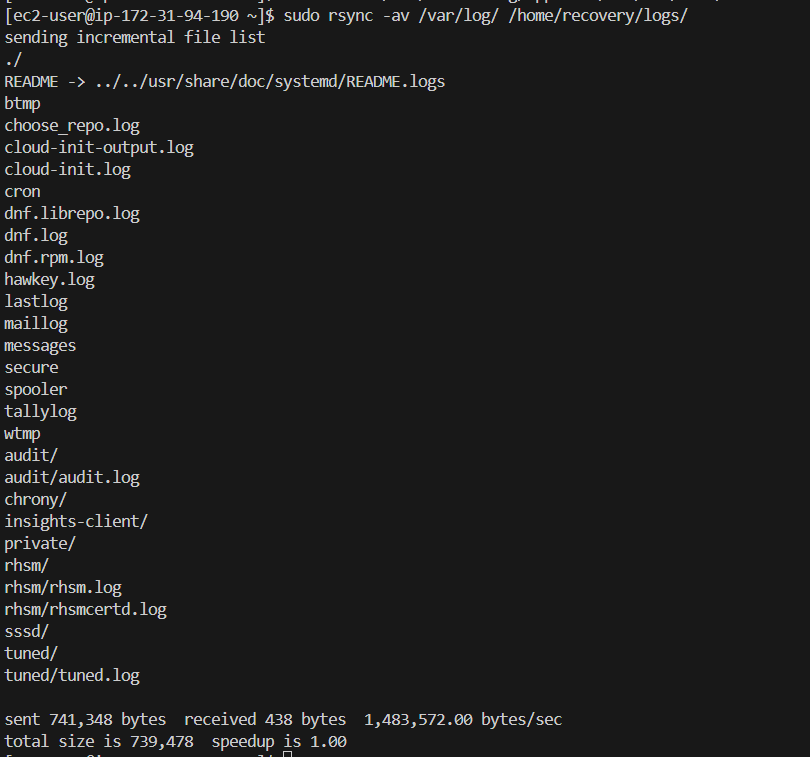 [ec2-user@ip-172-31-94-190 ~]$ sudo rsync -av /var/log/ /home/recovery/logs/
sending incremental file list
./
README -> ../../usr/share/doc/systemd/README.logs
btmp
choose_repo.log
cloud-init-output.log
cloud-init.log
cron
dnf.librepo.log
dnf.log
dnf.rpm.log
hawkey.log
lastlog
maillog
messages
secure
spooler
tallylog
wtmp
audit/
audit/audit.log
chrony/
insights-client/
private/
rhsm/
rhsm/rhsm.log
rhsm/rhsmcertd.log
sssd/
tuned/
tuned/tuned.log
sent 741,348 bytes  received 438 bytes  1,483,572.00 bytes/sec
total size is 739,478  speedup is 1.00